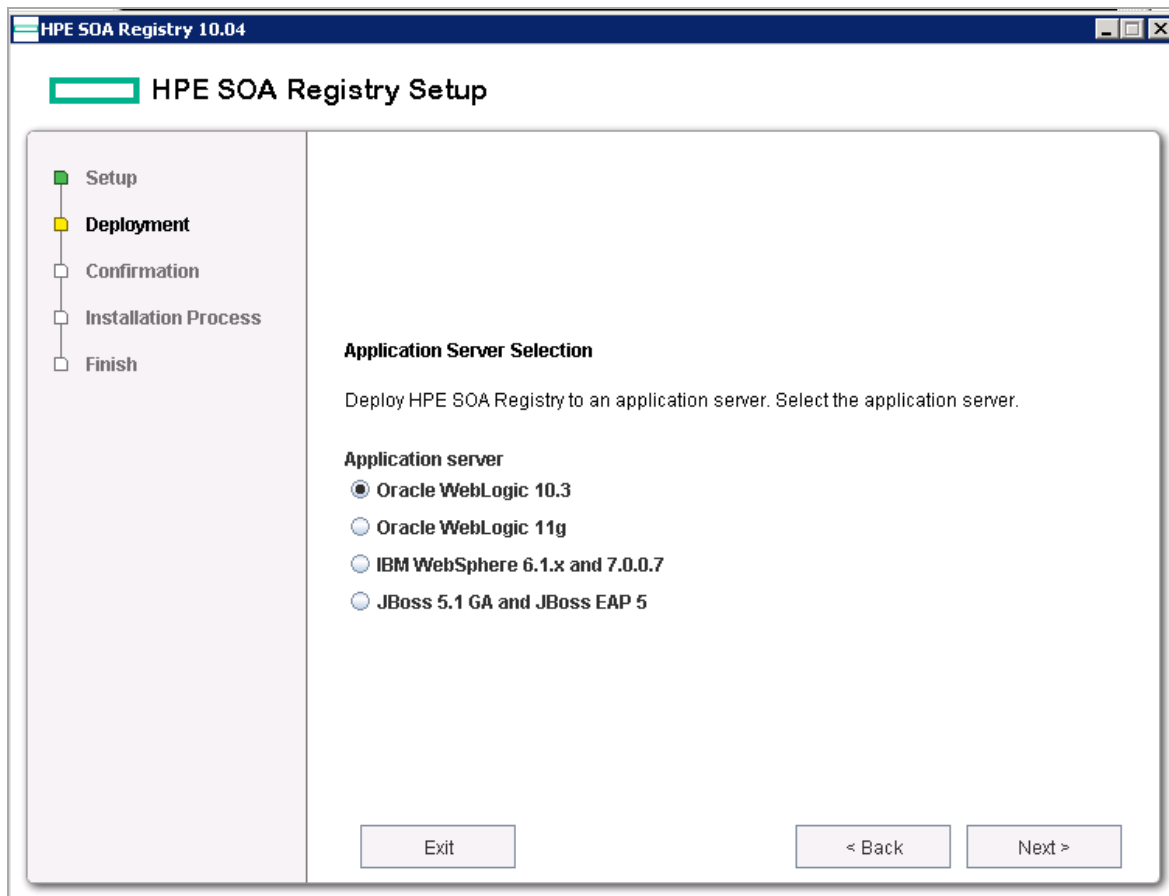 HPE SOA Registry 10.04
HPE SOA Registry Setup
Setup
Deployment
Confirmation
Installation Process
Finish
Application Server Selection
Deploy HPE SOA Registry to an application server. Select the application server.
Application server
Oracle WebLogic 10.3
Oracle WebLogic 11g
IBM WebSphere 6.1.x and 7.0.0.7
JBoss 5.1 GA and JBoss EAP 5
Exit
< Back
Next >